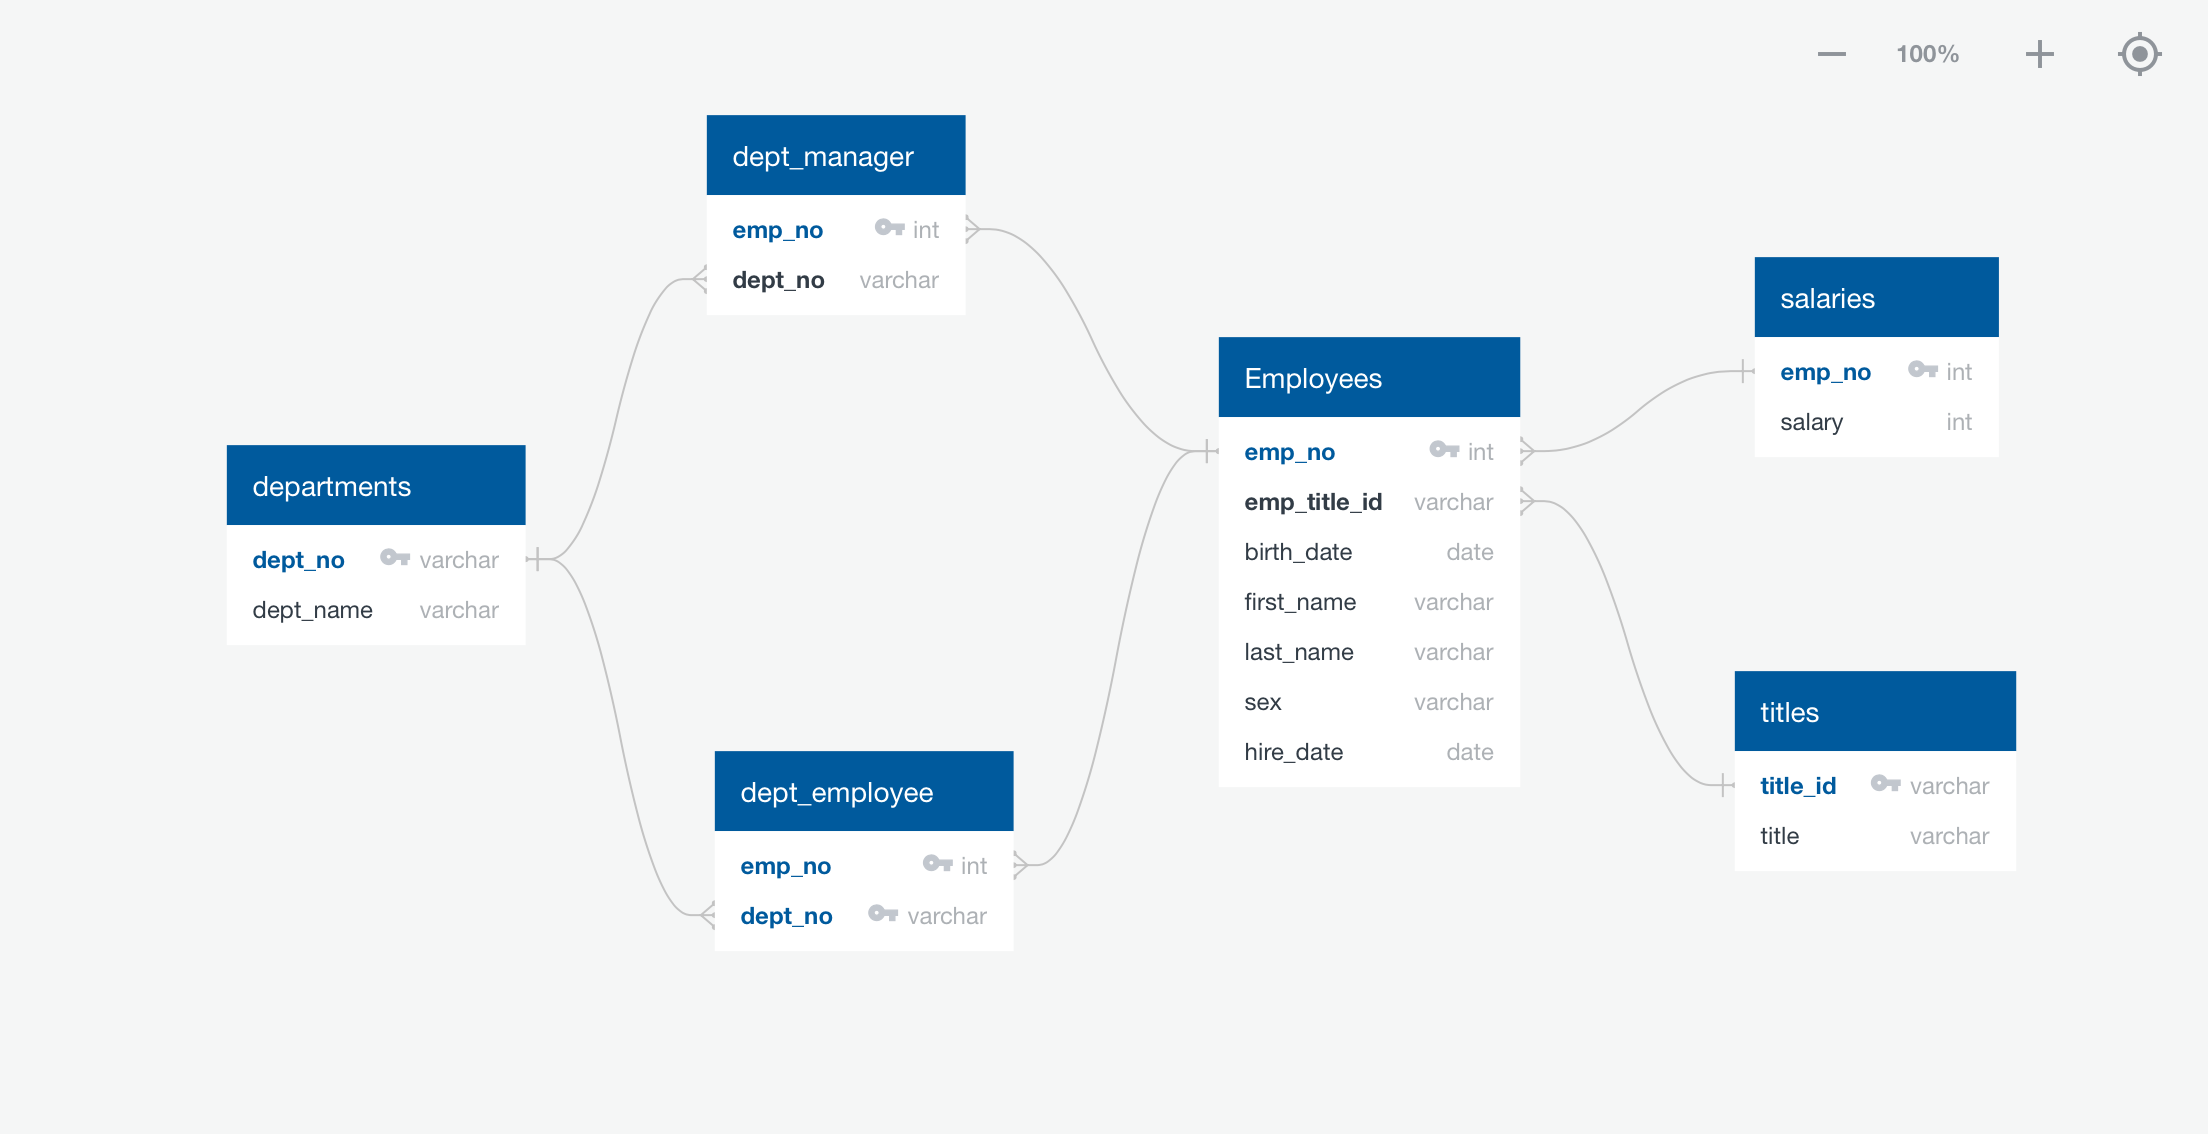 100%
dept_manager
emp_no int
dept_no varchar
departments
dept_no varchar
dept_name varchar
dept_employee
emp_no int
dept_no varchar
Employees
emp_no int
emp_title_id varchar
birth_date date
first_name varchar
last_name varchar
sex varchar
hire_date date
salaries
emp_no int
salary int
titles
title_id varchar
title varchar